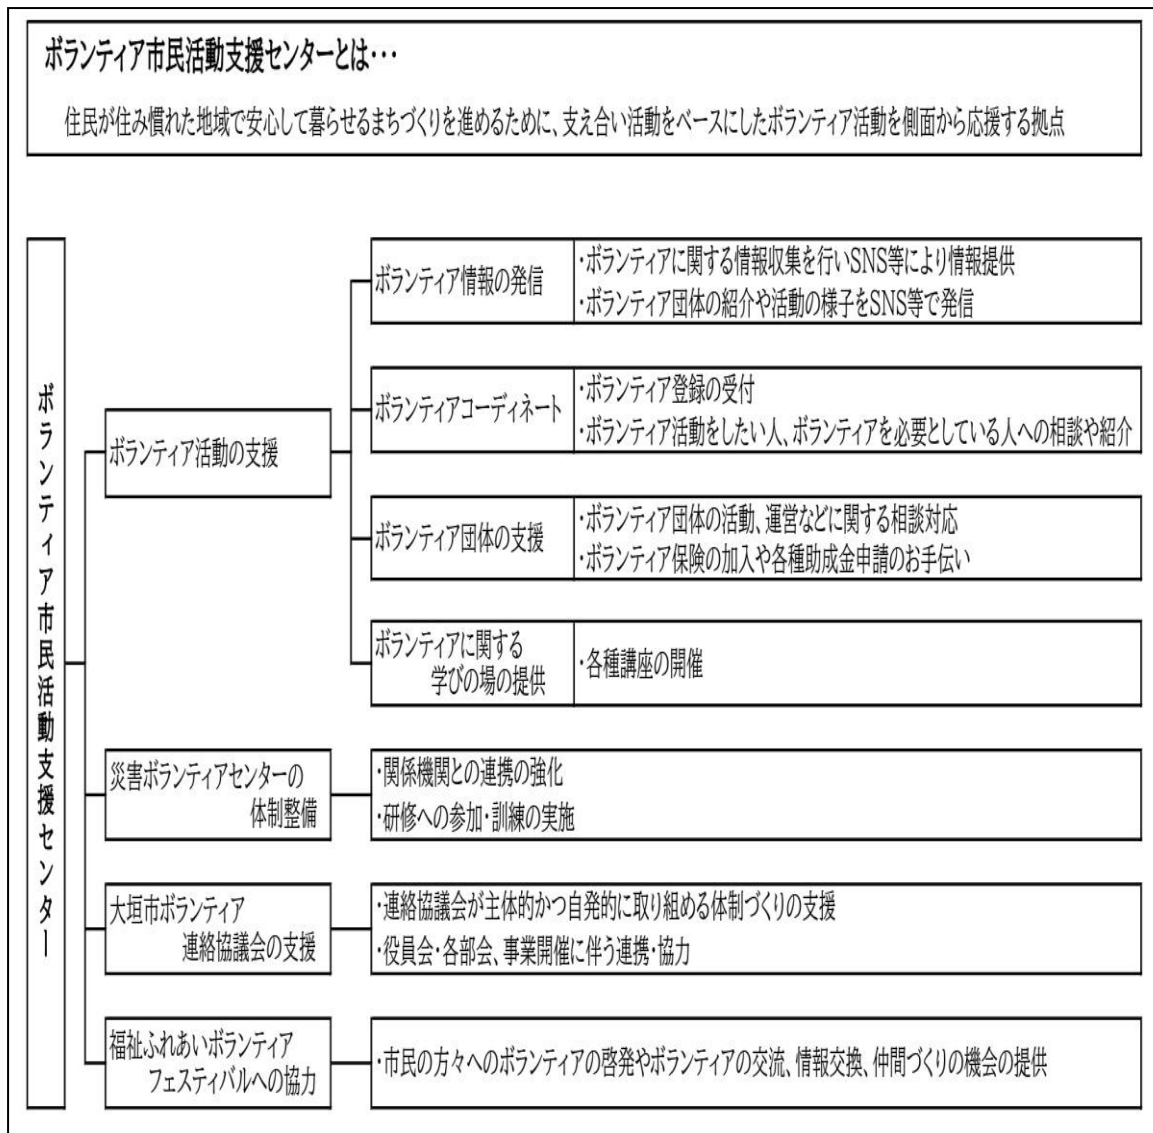 ボランティア市民活動支援センターとは・・・
住民が住み慣れた地域で安心して暮らせるまちづくりを進めるために、支え合い活動をベースにしたボランティア活動を側面から応援する拠点
ボランティア市民活動支援センター
ボランティア活動の支援
ボランティア情報の発信
・ボランティアに関する情報収集を行いSNS等により情報提供
・ボランティア団体の紹介や活動の様子をSNS等で発信
ボランティアコーディネート
・ボランティア登録の受付
・ボランティア活動をしたい人、ボランティアを必要としている人への相談や紹介
ボランティア団体の支援
・ボランティア団体の活動、運営などに関する相談対応
・ボランティア保険の加入や各種助成金申請のお手伝い
ボランティアに関する
学びの場の提供
・各種講座の開催
災害ボランティアセンターの
体制整備
・関係機関との連携の強化
・研修への参加・訓練の実施
大垣市ボランティア
連絡協議会の支援
・連絡協議会が主体的かつ自発的に取り組める体制づくりの支援
・役員会・各部会、事業開催に伴う連携・協力
福祉ふれあいボランティア
フェスティバルへの協力
・市民の方々へのボランティアの啓発やボランティアの交流、情報交換、仲間づくりの機会の提供